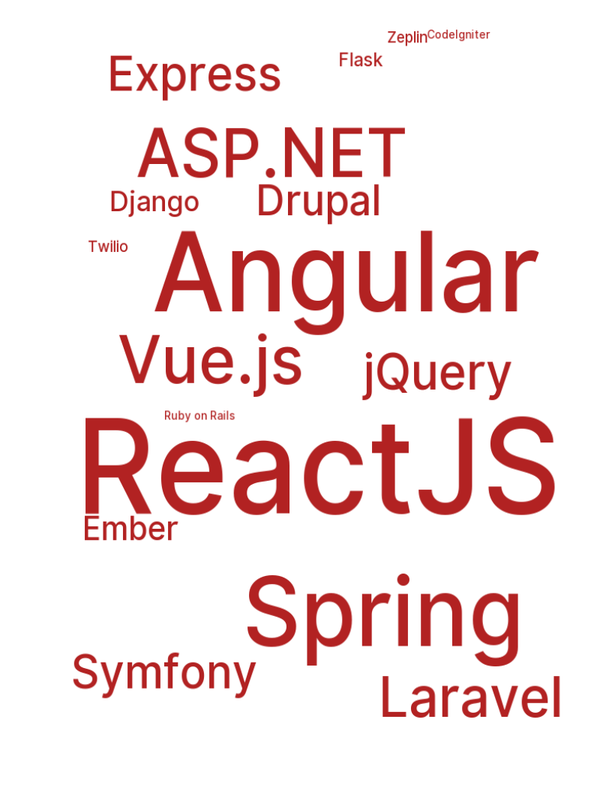 Zeplin
CodeIgniter
Flask
Express
ASP.NET
Django
Drupal
Twilio
Angular
Vue.js
jQuery
Ruby on Rails
ReactJS
Ember
Spring
Symfony
Laravel